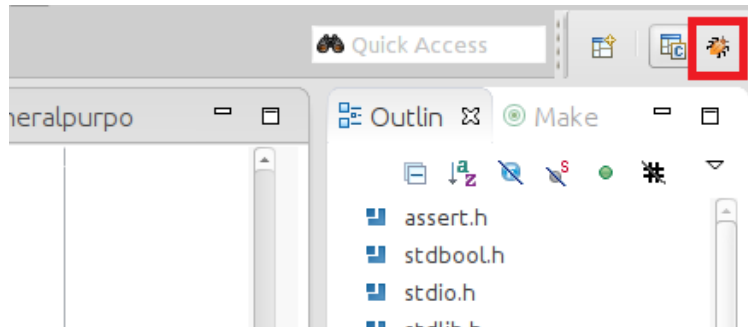 Quick Access
neralpurpo
Outlin
Make
assert.h
stdbool.h
stdio.h